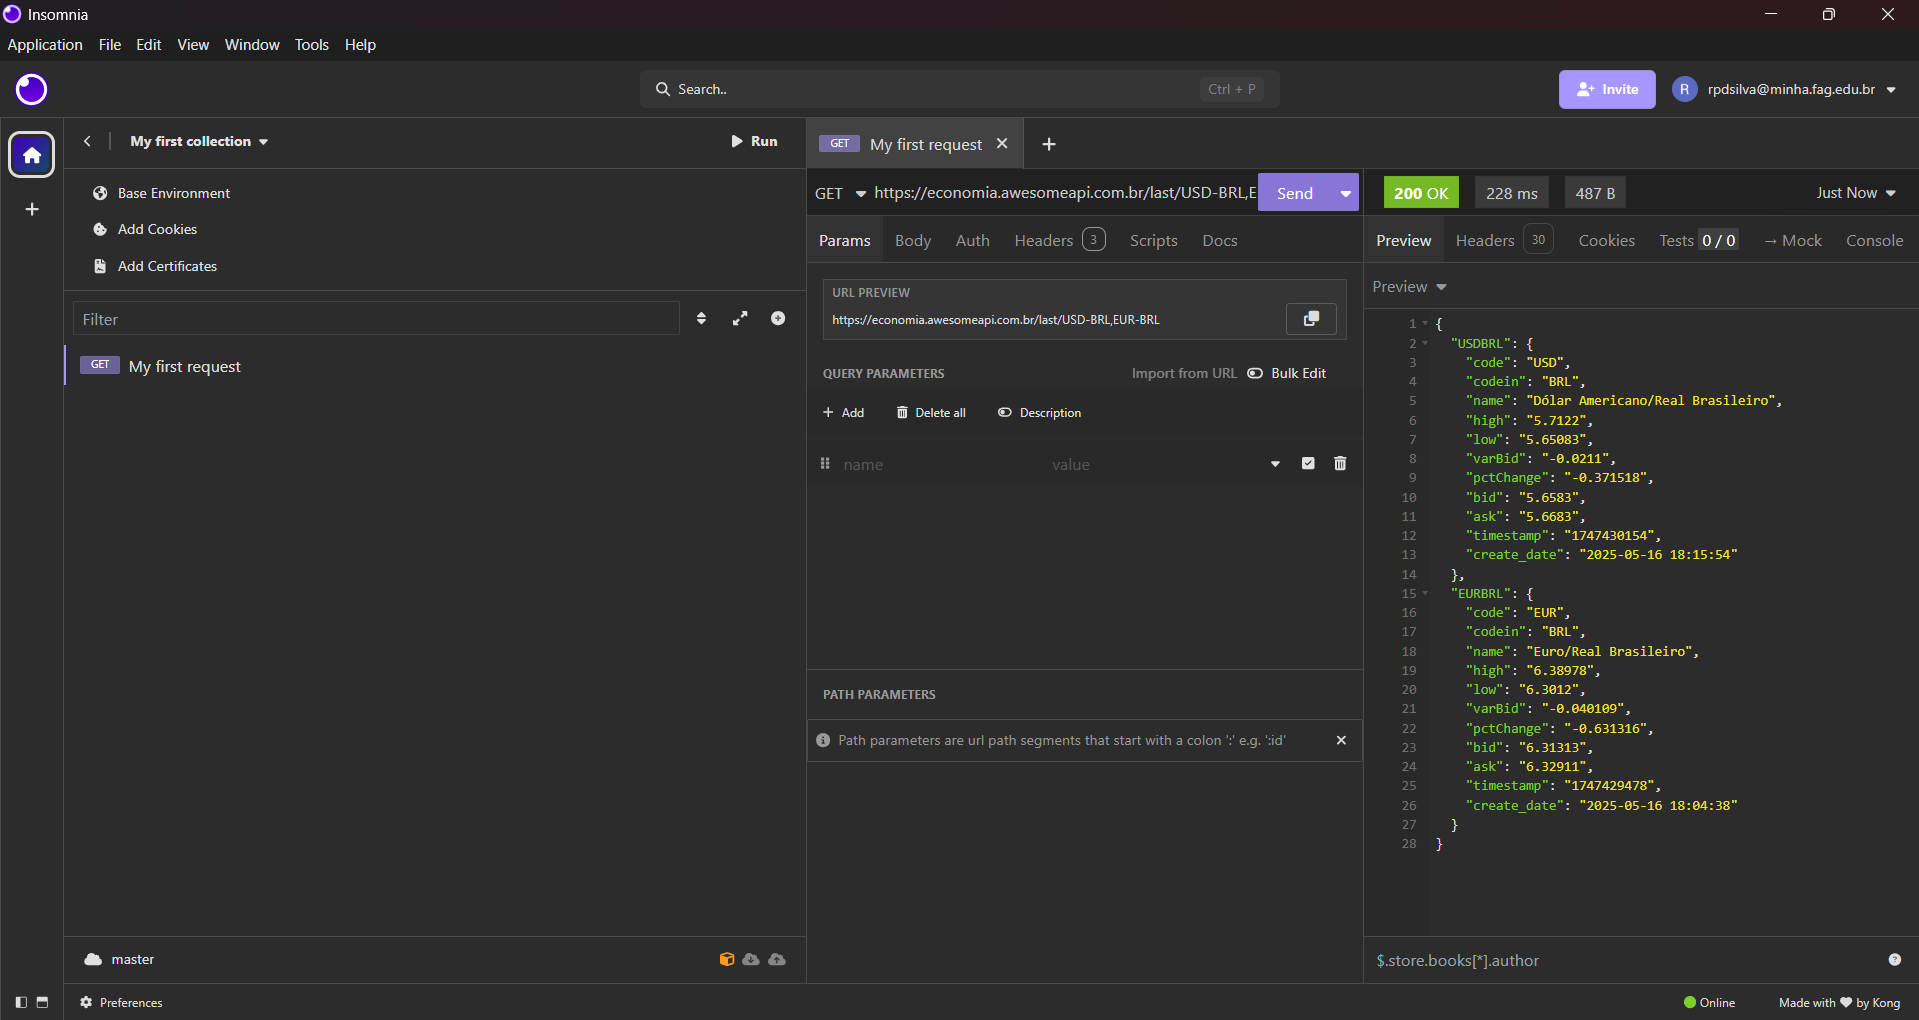 Insomnia
Application File Edit View Window Tools Help
Search.. Ctrl + P
Invite
R rpdsilva@minha.fag.edu.br
My first collection
Run
Base Environment
Add Cookies
Add Certificates
Filter
GET My first request
master
Preferences
GET My first request
GET https://economia.awesomeapi.com.br/last/USD-BRL,E Send
Params Body Auth Headers 3 Scripts Docs
URL PREVIEW
https://economia.awesomeapi.com.br/last/USD-BRL,EUR-BRL
QUERY PARAMETERS Import from URL Bulk Edit
Add Delete all Description
name value
PATH PARAMETERS
Path parameters are url path segments that start with a colon ':' e.g. ':id'
200 OK 228 ms 487 B Just Now
Preview Headers 30 Cookies Tests 0 / 0 → Mock Console
Preview
1 {
2 "USDBRL": {
3 "code": "USD",
4 "codein": "BRL",
5 "name": "Dólar Americano/Real Brasileiro",
6 "high": "5.7122",
7 "low": "5.65083",
8 "varBid": "-0.0211",
9 "pctChange": "-0.371518",
10 "bid": "5.6583",
11 "ask": "5.6683",
12 "timestamp": "1747430154",
13 "create_date": "2025-05-16 18:15:54"
14 },
15 "EURBRL": {
16 "code": "EUR",
17 "codein": "BRL",
18 "name": "Euro/Real Brasileiro",
19 "high": "6.38978",
20 "low": "6.3012",
21 "varBid": "-0.040109",
22 "pctChange": "-0.631316",
23 "bid": "6.31313",
24 "ask": "6.32911",
25 "timestamp": "1747429478",
26 "create_date": "2025-05-16 18:04:38"
27 }
28 }
$.store.books[*].author
Online
Made with by Kong